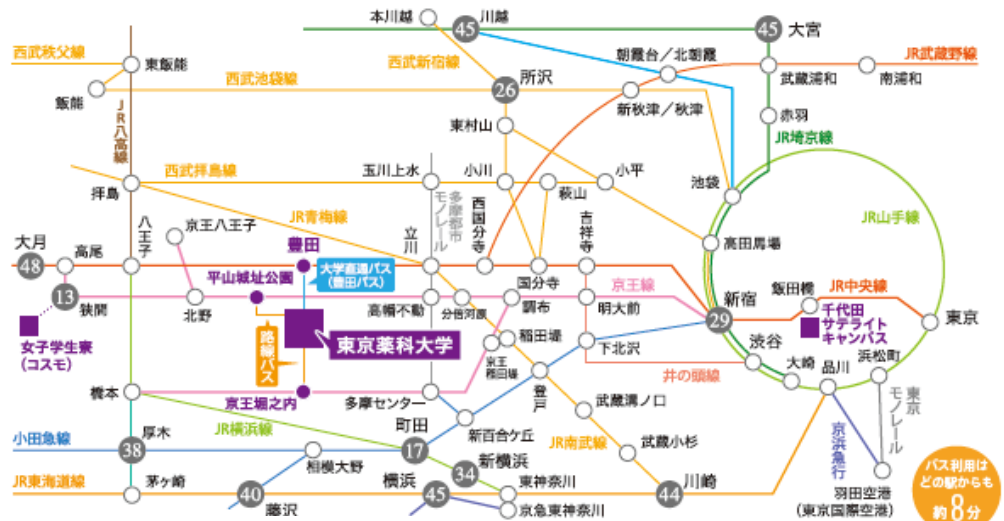 本川越
45
川越
45
大宮
西武秩父線
東飯能
西武新宿線
朝霞台／北朝霞
JR武蔵野線
飯能
西武池袋線
所沢
26
武蔵浦和
南浦和
新秋津／秋津
JR八高線
東村山
赤羽
JR埼京線
西武拝島線
玉川上水
小川
萩山
小平
池袋
拝島
JR青梅線
多摩都市
モノレール
JR山手線
八王子
京王八王子
立川
西国分寺
吉祥寺
高田馬場
大月
48
高尾
豊田
大学直通バス
（豊田バス）
国分寺
京王線
飯田橋
JR中央線
平山城址公園
13
狭間
北野
高幡不動
分倍河原
調布
明大前
新宿
29
千代田
サテライト
キャンパス
東京
女子学生寮
（コスモ）
路線バス
東京薬科大学
稲田堤
京王
稲田堤
下北沢
渋谷
大崎
品川
浜松町
井の頭線
東京
モノレール
橋本
京王堀之内
多摩センター
登戸
武蔵溝ノ口
JR横浜線
町田
新百合ケ丘
JR南武線
武蔵小杉
京浜急行
小田急線
38
厚木
相模大野
17
34
新横浜
JR東海道線
茅ヶ崎
40
藤沢
横浜
45
東神奈川
京急東神奈川
44
川崎
羽田空港
（東京国際空港）
バス利用は
どの駅からも
約8分